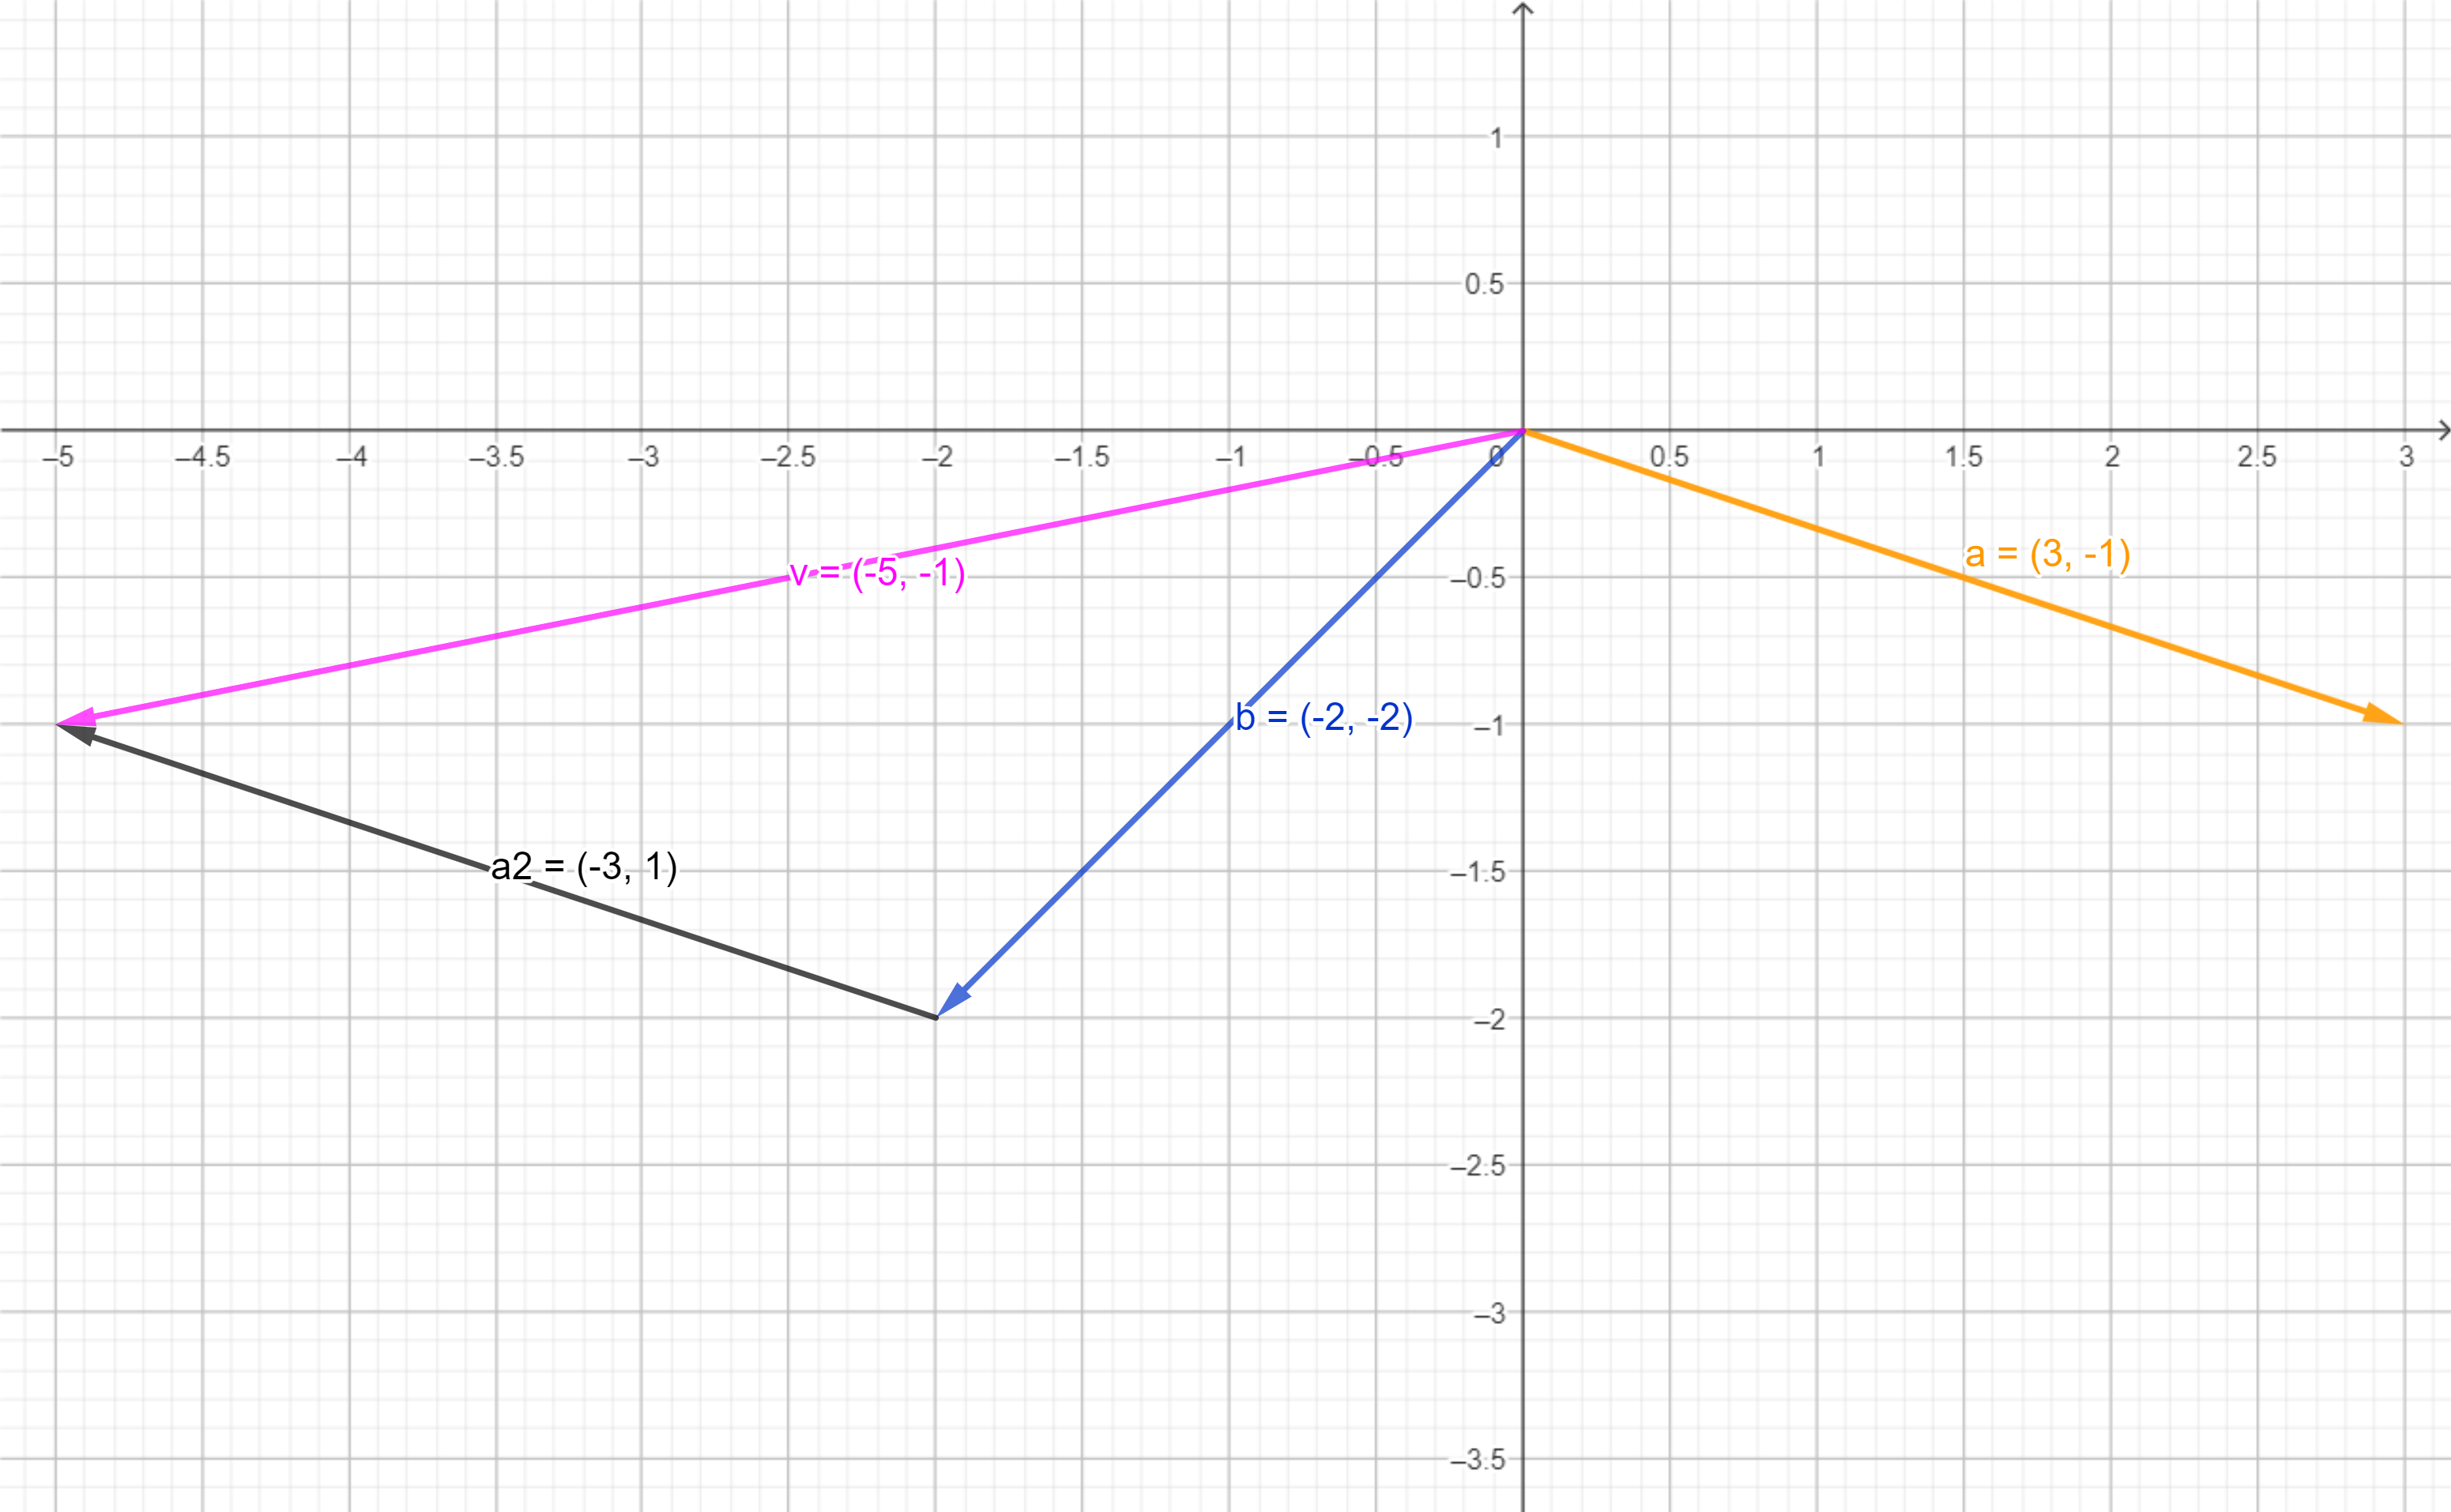 1
0.5
–5 –4.5 –4 –3.5 –3 –2.5 –2 –1.5 –1 –0.5 0 0.5 1 1.5 2 2.5 3
a = (3, -1)
v = (-5, -1)
–0.5
b = (-2, -2)
–1
a2 = (-3, 1)
–1.5
–2
–2.5
–3
–3.5